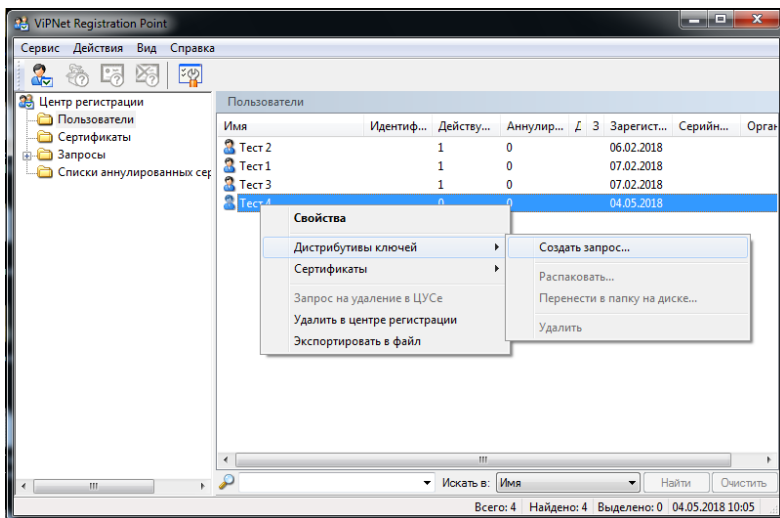 ViPNet Registration Point
Сервис Действия Вид Справка
Центр регистрации
Пользователи
Сертификаты
Запросы
Списки аннулированных сер
Пользователи
Имя Идентиф... Действу... Аннулир... Д З Зарегист... Серийн... Орган
Тест 2 1 0 06.02.2018
Тест 1 1 0 07.02.2018
Тест 3 1 0 07.02.2018
Тест 4 0 0 04.05.2018
Свойства
Дистрибутивы ключей
Сертификаты
Запрос на удаление в ЦУСе
Удалить в центре регистрации
Экспортировать в файл
Создать запрос...
Распаковать...
Перенести в папку на диске...
Удалить
Искать в: Имя Найти Очистить
Всего: 4 Найдено: 4 Выделено: 0 04.05.2018 10:05